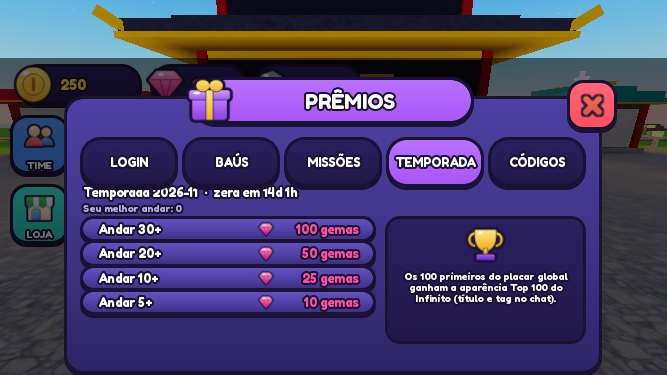 250
PRÊMIOS
LOGIN
BAÚS
MISSÕES
TEMPORADA
CÓDIGOS
TIME
LOJA
Temporada 2026-11 · zera em 14d 1h
Seu melhor andar: 0
Andar 30+ 100 gemas
Andar 20+ 50 gemas
Andar 10+ 25 gemas
Andar 5+ 10 gemas
Os 100 primeiros do placar global
ganham a aparência Top 100 do
Infinito (título e tag no chat).